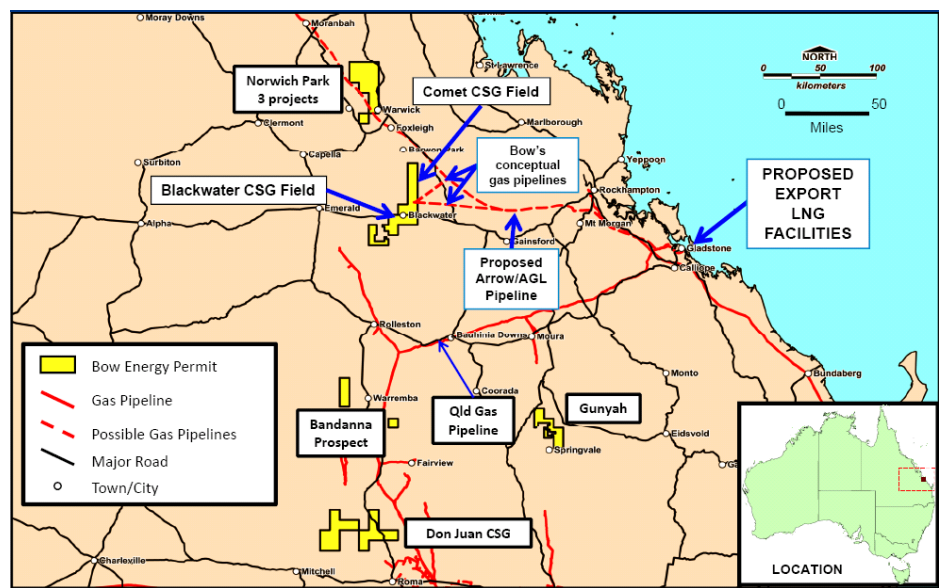 Moray Downs
Moranbah
St Lawrence
NORTH
0 50 100
kilometers
0 50
Miles
Norwich Park
3 projects
Comet CSG Field
Warwick
Clermont
Foxleigh
Marlborough
Capella
Surbiton
Bow's
conceptual
gas pipelines
Yeppoon
Blackwater CSG Field
Rockhampton
PROPOSED
EXPORT
LNG
FACILITIES
Emerald
Blackwater
Alpha
Mt Morgan
Gainsford
Gladstone
Calliope
Proposed
Arrow/AGL
Pipeline
Rolleston
Bauhinia Downs
Moura
Bow Energy Permit
Gas Pipeline
Possible Gas Pipelines
Major Road
Town/City
Warremba
Coorada
Monto
Bundaberg
Bandanna
Prospect
Qld Gas
Pipeline
Gunyah
Eidsvold
Springvale
Fairview
Don Juan CSG
Charleville
Mitchell
Roma
LOCATION